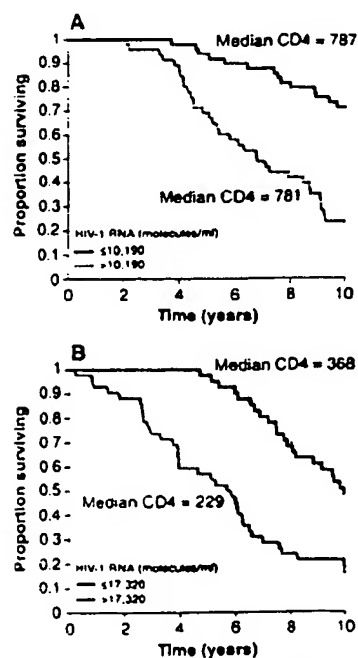 A
Median CD4 = 787
Median CD4 = 781
HIV-1 RNA (molecules/ml)
≤10,190
>10,190
Proportion surviving
1
0.9
0.8
0.7
0.6
0.5
0.4
0.3
0.2
0.1
0
0 2 4 6 8 10
Time (years)
B
Median CD4 = 368
Median CD4 = 229
HIV-1 RNA (molecules/ml)
≤17,320
>17,320
Proportion surviving
1
0.9
0.8
0.7
0.6
0.5
0.4
0.3
0.2
0.1
0
0 2 4 6 8 10
Time (years)